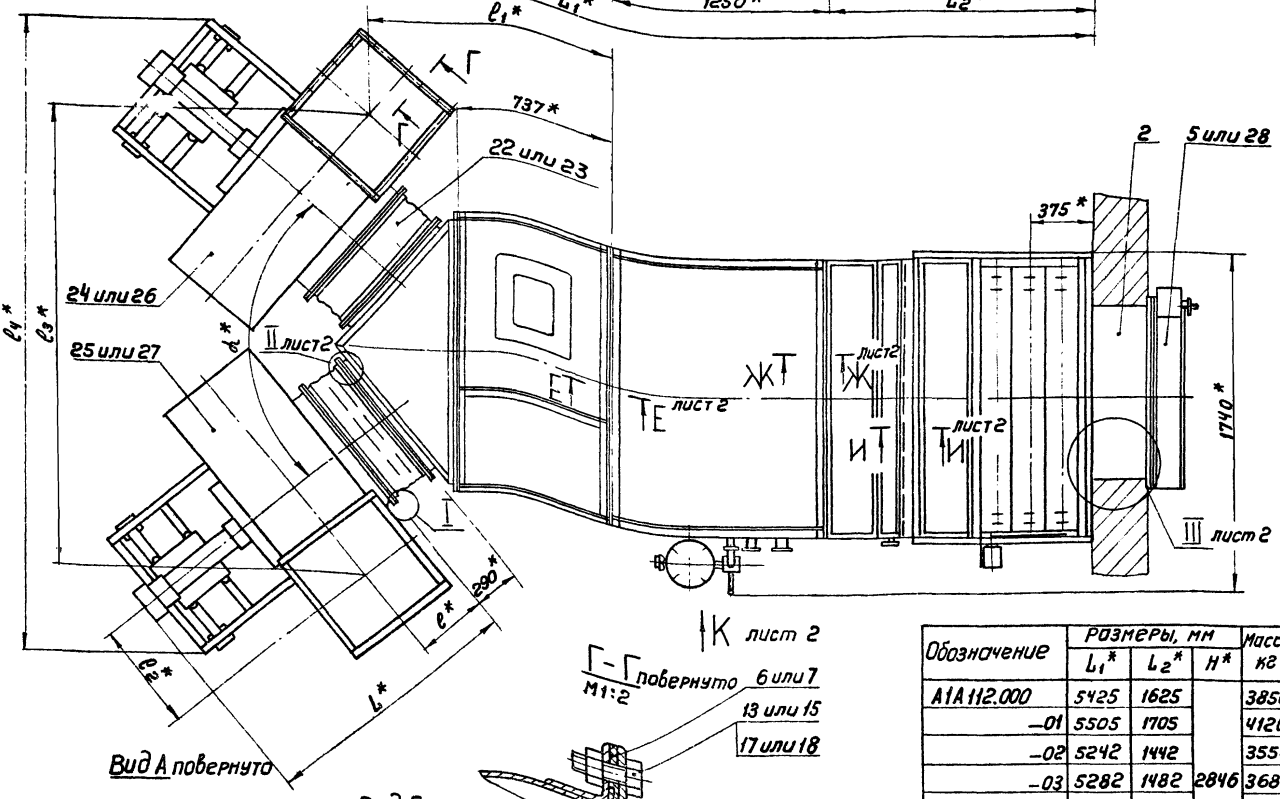 ℓ₁*
L₁*
1250*
L₂
Г
Г
737*
22 или 23
2
5 или 28
375*
ℓ₄*
ℓ₃*
24 или 26
α*
II лист 2
25 или 27
Ж
лист 2
Ж
Е
Е лист 2
И
лист 2
И
1740*
I
III лист 2
290*
ℓ*
ℓ₂*
L*
К лист 2
Г-Г повернуто
М1:2
6 или 7
13 или 15
17 или 18
Вид А повернуто
Обозначение Размеры, мм
L₁* L₂* Н* кг
А1А112.000 5425 1625
-01 5505 1705
-02 5242 1442
-03 5282 1482 2846